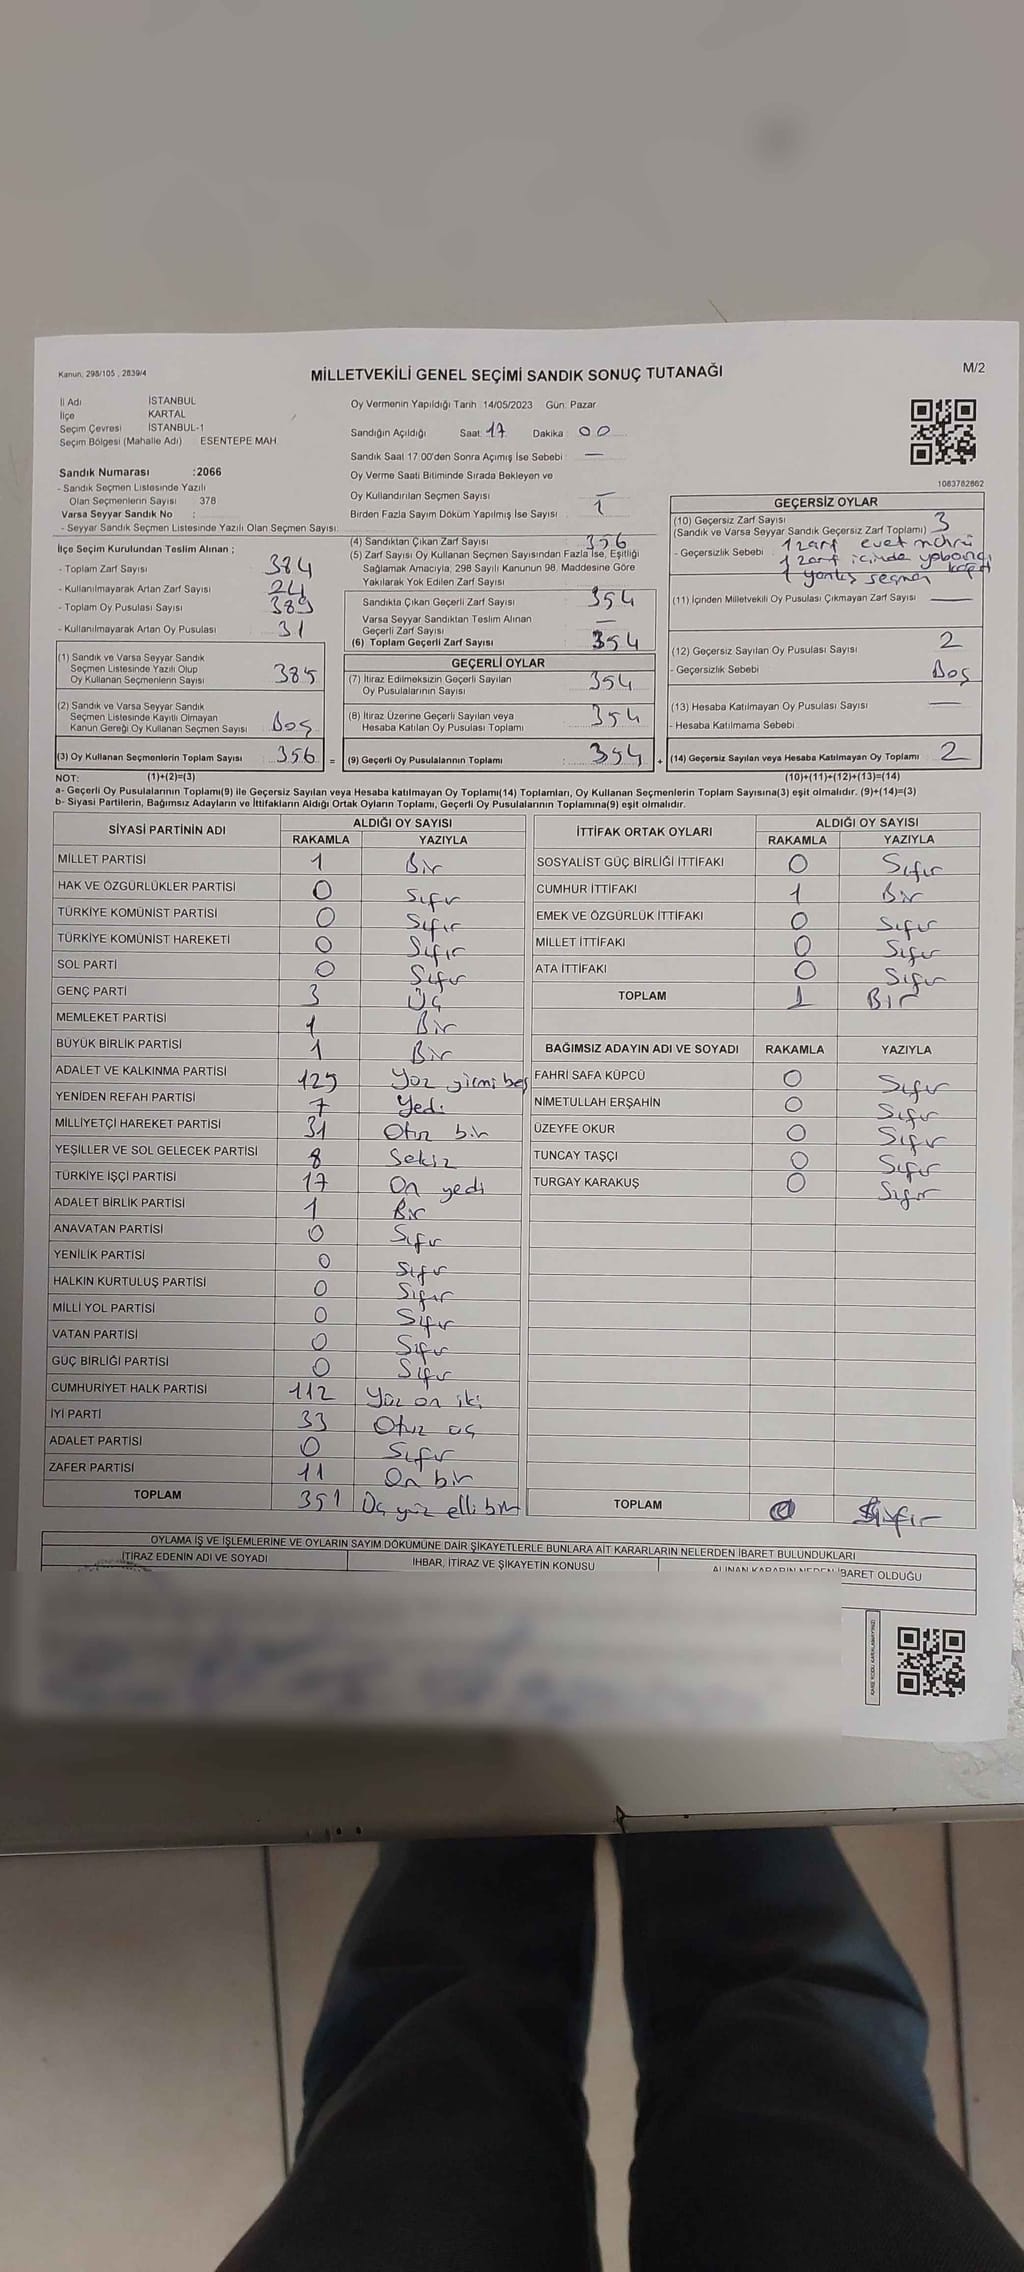 Kanun: 298/105 , 2839/4
MİLLETVEKİLİ GENEL SEÇİMİ SANDIK SONUÇ TUTANAĞI
M/2
İl Adı İSTANBUL
İlçe KARTAL
Seçim Çevresi İSTANBUL-1
Seçim Bölgesi (Mahalle Adı) ESENTEPE MAH
Sandık Numarası :2066
- Sandık Seçmen Listesinde Yazılı
Olan Seçmenlerin Sayısı 378
Varsa Seyyar Sandık No :
- Seyyar Sandık Seçmen Listesinde Yazılı Olan Seçmen Sayısı:
Oy Vermenin Yapıldığı Tarih 14/05/2023 Gün: Pazar
Sandığın Açıldığı Saat: 17 Dakika : 00
Sandık Saat 17:00'den Sonra Açımış İse Sebebi : —
Oy Verme Saati Bitiminde Sırada Bekleyen ve
Oy Kullandırılan Seçmen Sayısı : —
Birden Fazla Sayım Döküm Yapılmış İse Sayısı : 1
1083782862
İlçe Seçim Kurulundan Teslim Alınan ;
- Toplam Zarf Sayısı : 384
- Kullanılmayarak Artan Zarf Sayısı : 24
- Toplam Oy Pusulası Sayısı : 389
- Kullanılmayarak Artan Oy Pusulası : 31
(1) Sandık ve Varsa Seyyar Sandık
Seçmen Listesinde Yazılı Olup
Oy Kullanan Seçmenlerin Sayısı 385
(2) Sandık ve Varsa Seyyar Sandık
Seçmen Listesinde Kayıtlı Olmayan
Kanun Gereği Oy Kullanan Seçmen Sayısı Boş
(3) Oy Kullanan Seçmenlerin Toplam Sayısı : 356 =
(4) Sandıktan Çıkan Zarf Sayısı : 356
(5) Zarf Sayısı Oy Kullanan Seçmen Sayısından Fazla İse, Eşitliği
Sağlamak Amacıyla, 298 Sayılı Kanunun 98. Maddesine Göre
Yakılarak Yok Edilen Zarf Sayısı :
Sandıkta Çıkan Geçerli Zarf Sayısı : 354
Varsa Seyyar Sandıktan Teslim Alınan
Geçerli Zarf Sayısı : —
(6) Toplam Geçerli Zarf Sayısı : 354
GEÇERLİ OYLAR
(7) İtiraz Edilmeksizin Geçerli Sayılan
Oy Pusulalarının Sayısı : 354
(8) İtiraz Üzerine Geçerli Sayılan veya
Hesaba Katılan Oy Pusulası Toplamı : 354
(9) Geçerli Oy Pusulalarının Toplamı : 354 +
GEÇERSİZ OYLAR
(10) Geçersiz Zarf Sayısı : 3
(Sandık ve Varsa Seyyar Sandık Geçersiz Zarf Toplamı)
- Geçersizlik Sebebi : 1 zarf evet mührü
1 zarf içinde yabancı kağıt
1 yanlış seçmen
(11) İçinden Milletvekili Oy Pusulası Çıkmayan Zarf Sayısı : —
(12) Geçersiz Sayılan Oy Pusulası Sayısı : 2
- Geçersizlik Sebebi : Boş
(13) Hesaba Katılmayan Oy Pusulası Sayısı : —
- Hesaba Katılmama Sebebi :
(14) Geçersiz Sayılan veya Hesaba Katılmayan Oy Toplamı : 2
NOT: (1)+(2)=(3) (10)+(11)+(12)+(13)=(14)
a- Geçerli Oy Pusulalarının Toplamı(9) ile Geçersiz Sayılan veya Hesaba katılmayan Oy Toplamı(14) Toplamları, Oy Kullanan Seçmenlerin Toplam Sayısına(3) eşit olmalıdır. (9)+(14)=(3)
b- Siyasi Partilerin, Bağımsız Adayların ve İttifakların Aldığı Ortak Oyların Toplamı, Geçerli Oy Pusulalarının Toplamına(9) eşit olmalıdır.
SİYASİ PARTİNİN ADI ALDIĞI OY SAYISI
RAKAMLA YAZIYLA
MİLLET PARTİSİ 1 Bir
HAK VE ÖZGÜRLÜKLER PARTİSİ 0 Sıfır
TÜRKİYE KOMÜNİST PARTİSİ 0 Sıfır
TÜRKİYE KOMÜNİST HAREKETİ 0 Sıfır
SOL PARTİ 0 Sıfır
GENÇ PARTİ 3 Üç
MEMLEKET PARTİSİ 1 Bir
BÜYÜK BİRLİK PARTİSİ 1 Bir
ADALET VE KALKINMA PARTİSİ 125 Yüz yirmi beş
YENİDEN REFAH PARTİSİ 7 Yedi
MİLLİYETÇİ HAREKET PARTİSİ 31 Otuz bir
YEŞİLLER VE SOL GELECEK PARTİSİ 8 Sekiz
TÜRKİYE İŞÇİ PARTİSİ 17 On yedi
ADALET BİRLİK PARTİSİ 1 Bir
ANAVATAN PARTİSİ 0 Sıfır
YENİLİK PARTİSİ 0 Sıfır
HALKIN KURTULUŞ PARTİSİ 0 Sıfır
MİLLİ YOL PARTİSİ 0 Sıfır
VATAN PARTİSİ 0 Sıfır
GÜÇ BİRLİĞİ PARTİSİ 0 Sıfır
CUMHURİYET HALK PARTİSİ 112 Yüz on iki
İYİ PARTİ 33 Otuz üç
ADALET PARTİSİ 0 Sıfır
ZAFER PARTİSİ 11 On bir
TOPLAM 351 Üç yüz elli bir
İTTİFAK ORTAK OYLARI ALDIĞI OY SAYISI
RAKAMLA YAZIYLA
SOSYALİST GÜÇ BİRLİĞİ İTTİFAKI 0 Sıfır
CUMHUR İTTİFAKI 1 Bir
EMEK VE ÖZGÜRLÜK İTTİFAKI 0 Sıfır
MİLLET İTTİFAKI 0 Sıfır
ATA İTTİFAKI 0 Sıfır
TOPLAM 1 Bir
BAĞIMSIZ ADAYIN ADI VE SOYADI RAKAMLA YAZIYLA
FAHRİ SAFA KÜPCÜ 0 Sıfır
NİMETULLAH ERŞAHİN 0 Sıfır
ÜZEYFE OKUR 0 Sıfır
TUNCAY TAŞÇI 0 Sıfır
TURGAY KARAKUŞ 0 Sıfır
TOPLAM 0 Sıfır
OYLAMA İŞ VE İŞLEMLERİNE VE OYLARIN SAYIM DÖKÜMÜNE DAİR ŞİKAYETLERLE BUNLARA AİT KARARLARIN NELERDEN İBARET BULUNDUKLARI
İTİRAZ EDENİN ADI VE SOYADI İHBAR, İTİRAZ VE ŞİKAYETİN KONUSU ALINAN KARARIN NEDEN İBARET OLDUĞU